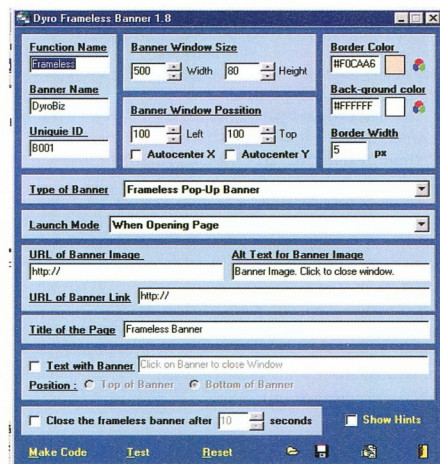 Dyro Frameless Banner 1.8
Function Name
Frameless
Banner Name
DyroBiz
Uniquie ID
B001
Banner Window Size
500 Width 80 Height
Banner Window Possition
100 Left 100 Top
Autocenter X Autocenter Y
Border Color
#F0CAA6
Back-ground color
#FFFFFF
Border Width
5 px
Type of Banner Frameless Pop-Up Banner
Launch Mode When Opening Page
URL of Banner Image Alt Text for Banner Image
http:// Banner Image. Click to close window.
URL of Banner Link http://
Title of the Page Frameless Banner
Text with Banner Click on Banner to close Window
Position : Top of Banner Bottom of Banner
Close the frameless banner after 10 seconds Show Hints
Make Code Test Reset